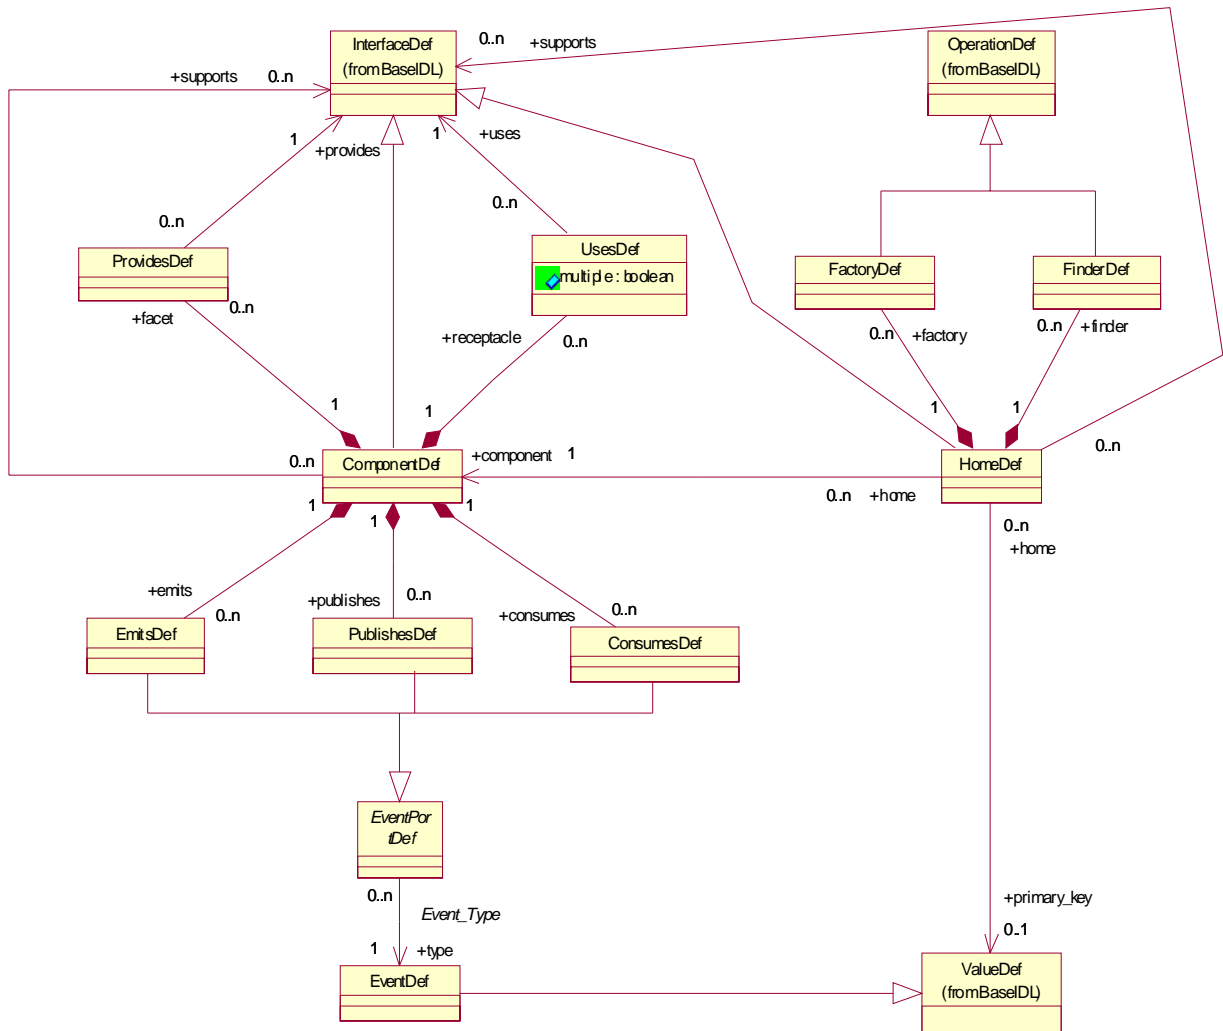 InterfaceDef
(from BaseIDL)
0..n
+supports
OperationDef
(from BaseIDL)
+supports
0..n
1
+provides
1
+uses
0..n
0..n
ProvidesDef
UsesDef
multiple : boolean
FactoryDef
FinderDef
0..n
+facet
+receptacle
0..n
0..n
+factory
0..n
+finder
1
1
1
1
0..n
ComponentDef
+component
1
HomeDef
0..n
0..n
+home
1
1
1
0..n
+home
+emits
0..n
+publishes
0..n
+consumes
0..n
EmitsDef
PublishesDef
ConsumesDef
EventPor
tDef
0..n
Event_Type
1
+type
+primary_key
0..1
EventDef
ValueDef
(from BaseIDL)